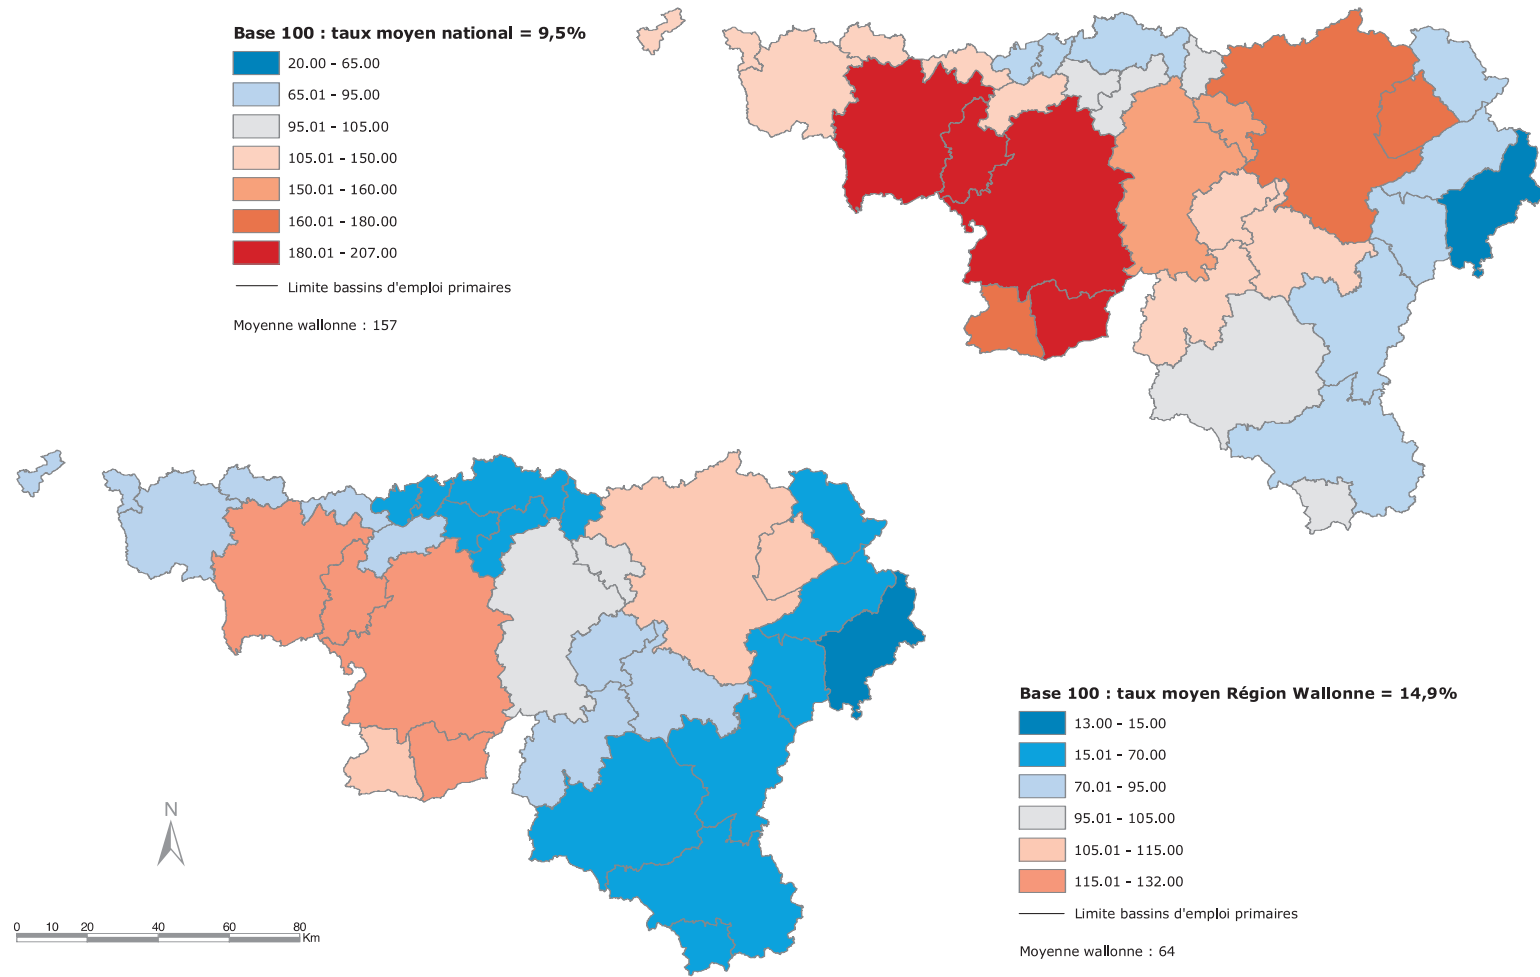 Base 100 : taux moyen national = 9,5%
20.00 - 65.00
65.01 - 95.00
95.01 - 105.00
105.01 - 150.00
150.01 - 160.00
160.01 - 180.00
180.01 - 207.00
Limite bassins d'emploi primaires
Moyenne wallonne : 157
Base 100 : taux moyen Région Wallonne = 14,9%
13.00 - 15.00
15.01 - 70.00
70.01 - 95.00
95.01 - 105.00
105.01 - 115.00
115.01 - 132.00
Limite bassins d'emploi primaires
Moyenne wallonne : 64
N
0 10 20 40 60 80
Km